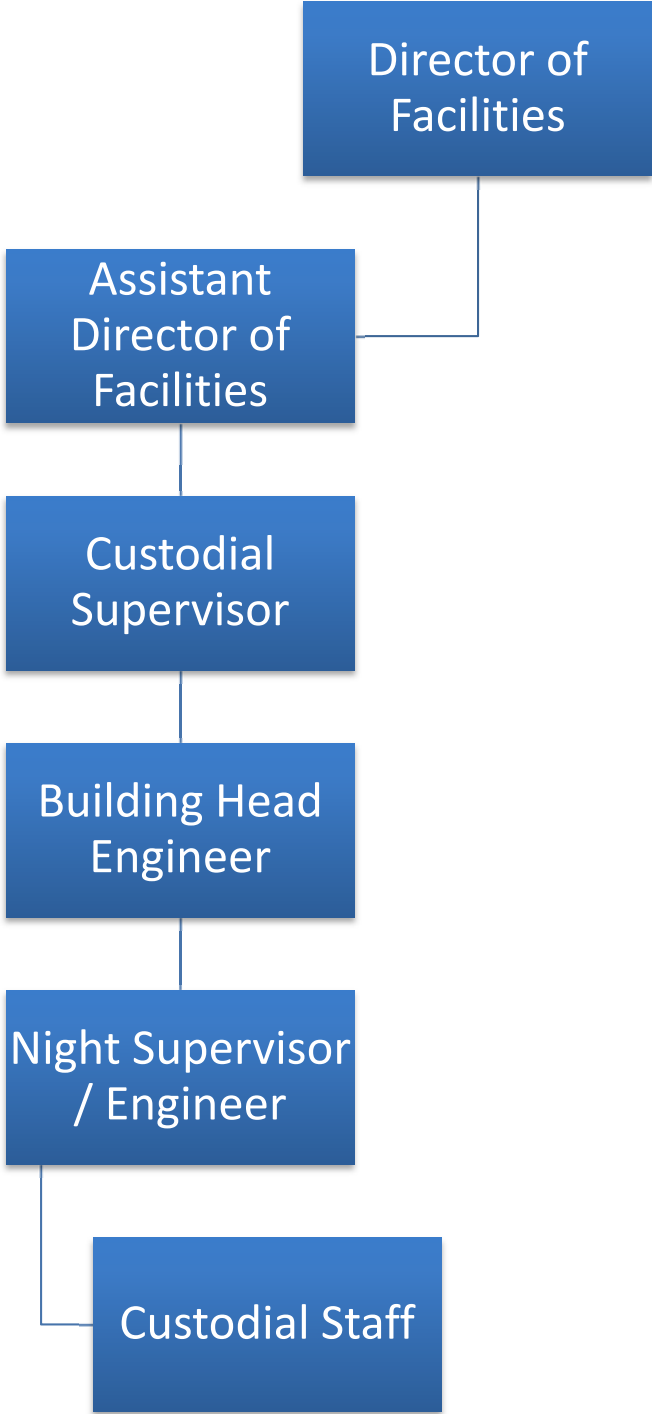 Director of
Facilities
Assistant
Director of
Facilities
Custodial
Supervisor
Building Head
Engineer
Night Supervisor
/ Engineer
Custodial Staff